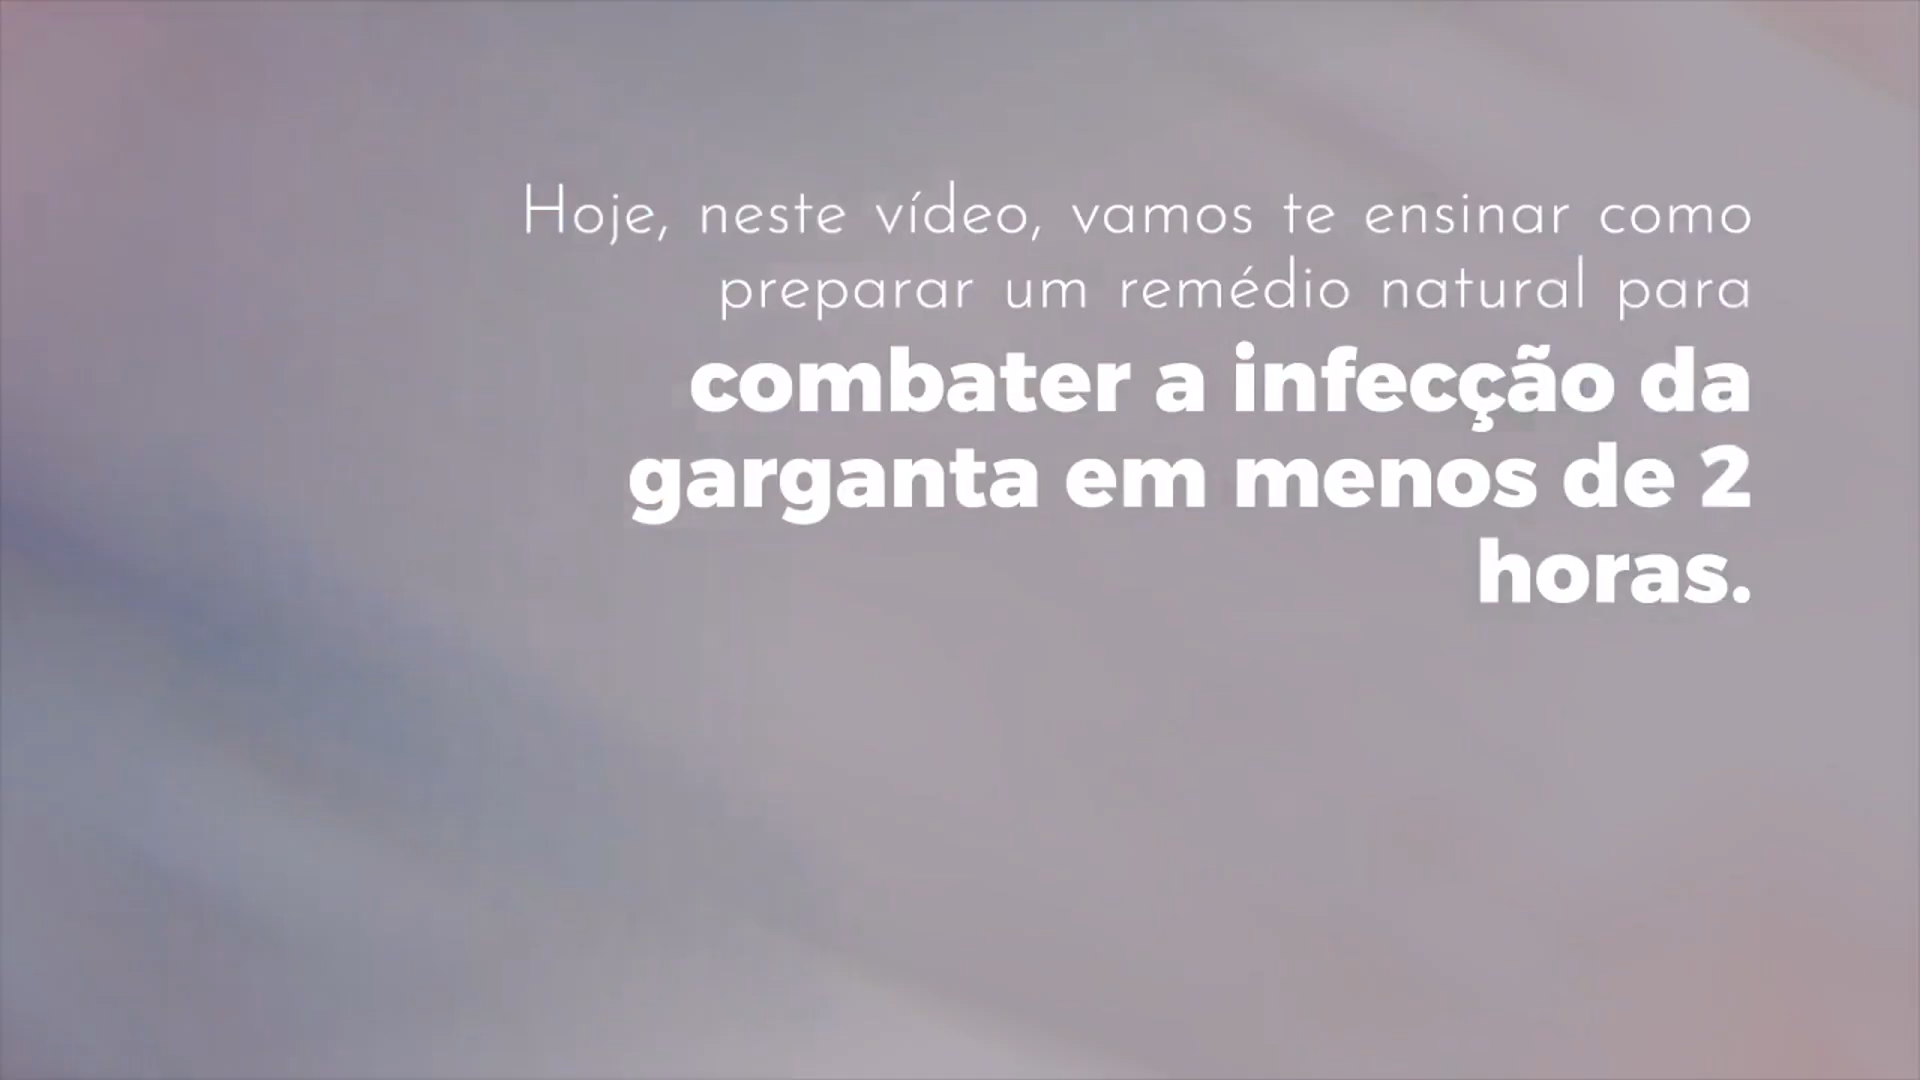 Hoje, neste vídeo, vamos te ensinar como
preparar um remédio natural para
combater a infecção da
garganta em menos de 2
horas.